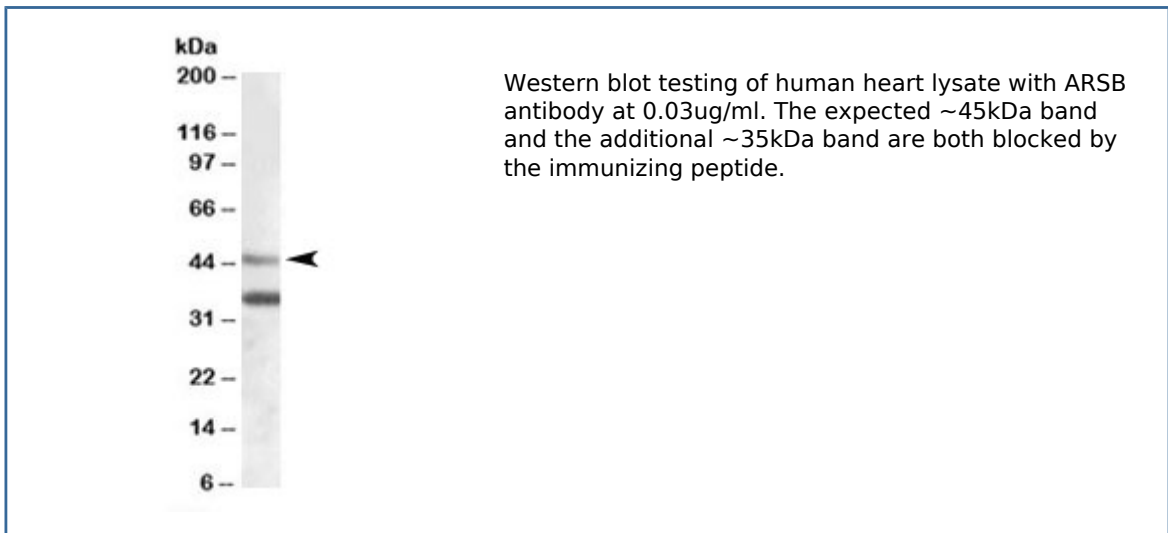 kDa
200 –
116 –
97 –
66 –
44 –
31 –
22 –
14 –
6 –
Western blot testing of human heart lysate with ARSB
antibody at 0.03ug/ml. The expected ~45kDa band
and the additional ~35kDa band are both blocked by
the immunizing peptide.